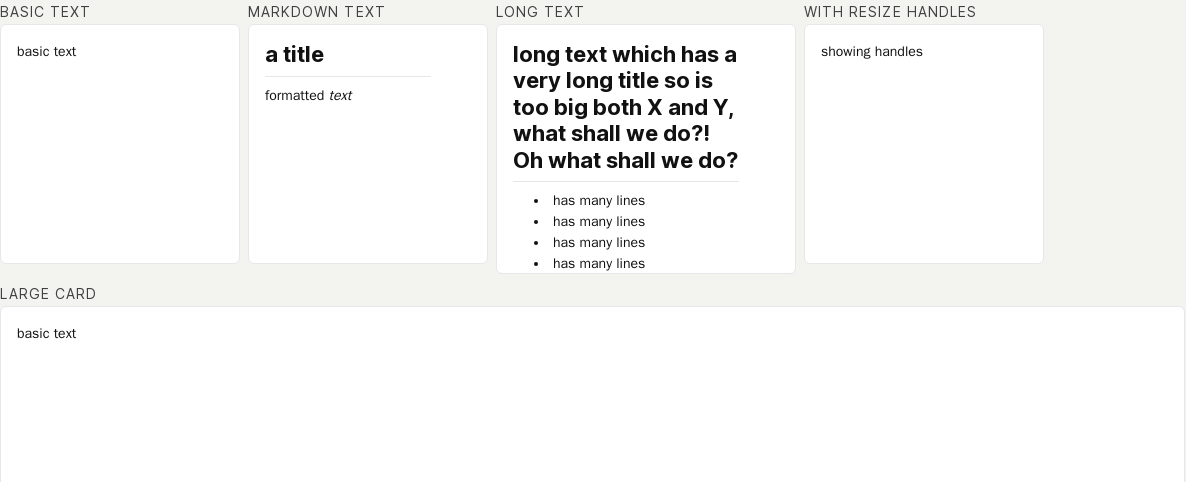 BASIC TEXT
basic text
MARKDOWN TEXT
a title
formatted text
LONG TEXT
long text which has a
very long title so is
too big both X and Y,
what shall we do?!
Oh what shall we do?
• has many lines
• has many lines
• has many lines
• has many lines
WITH RESIZE HANDLES
showing handles
LARGE CARD
basic text